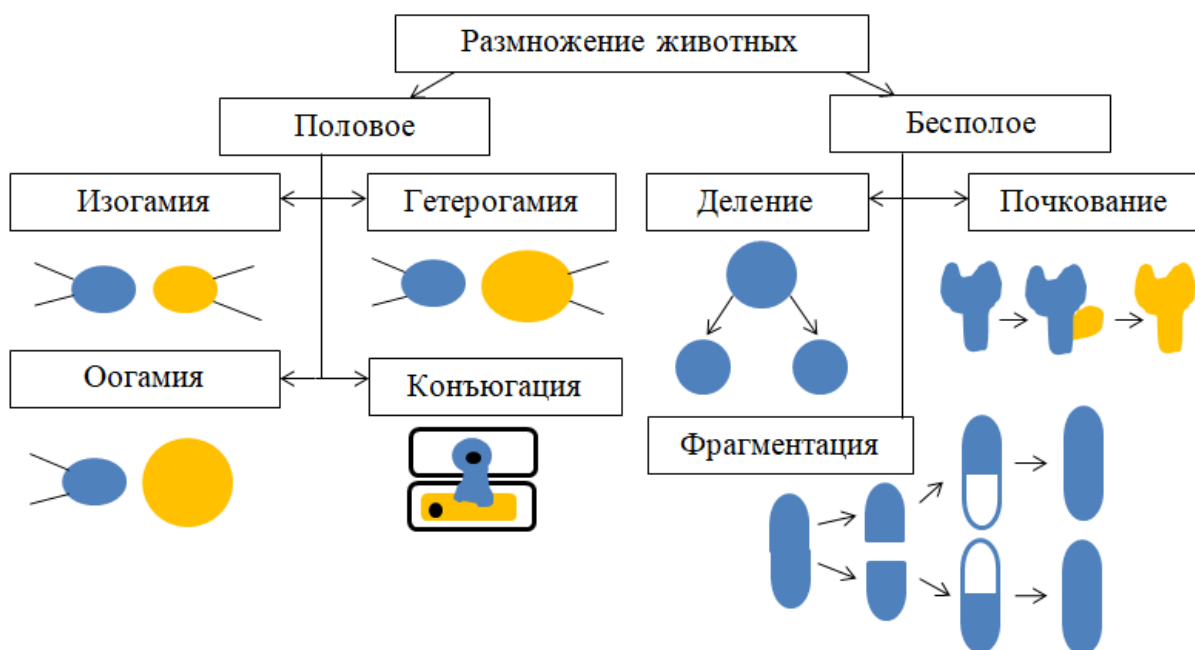 Размножение животных
Половое
Бесполое
Изогамия
Гетерогамия
Деление
Почкование
Оогамия
Конъюгация
Фрагментация